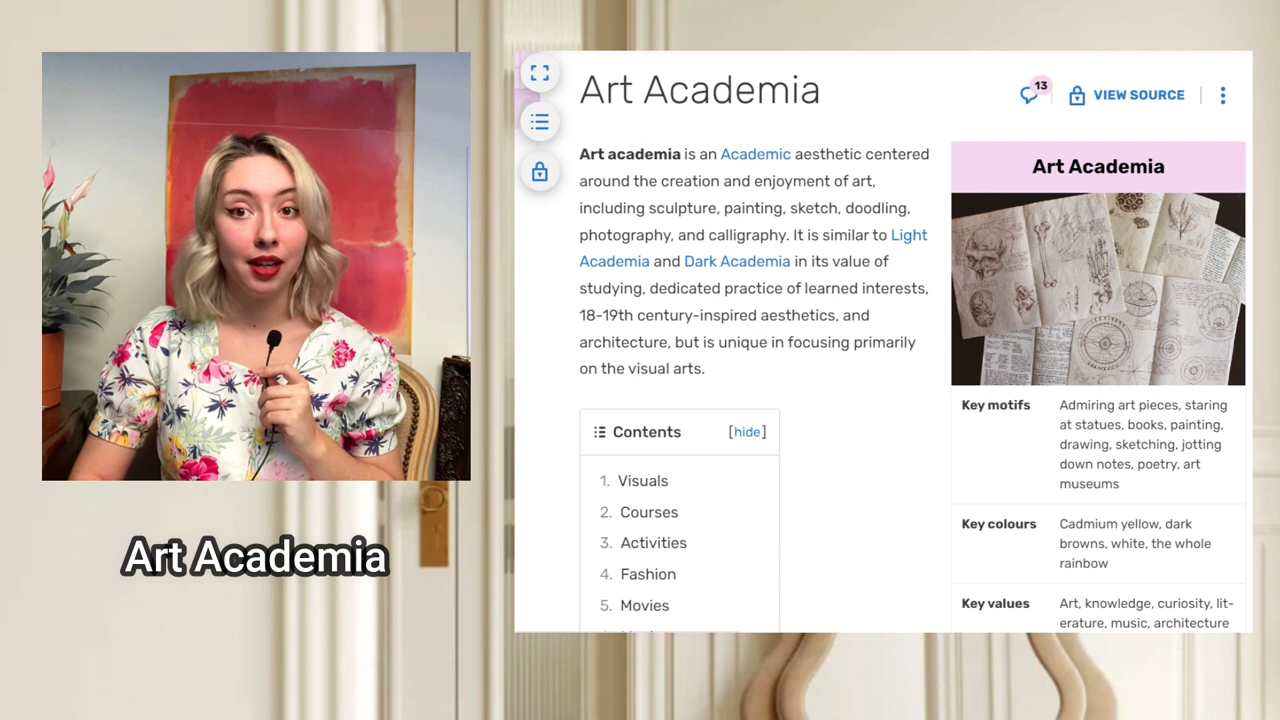 Art Academia
13
VIEW SOURCE
Art academia is an Academic aesthetic centered
around the creation and enjoyment of art,
including sculpture, painting, sketch, doodling,
photography, and calligraphy. It is similar to Light
Academia and Dark Academia in its value of
studying, dedicated practice of learned interests,
18-19th century-inspired aesthetics, and
architecture, but is unique in focusing primarily
on the visual arts.
Contents [hide]
1. Visuals
2. Courses
3. Activities
4. Fashion
5. Movies
Art Academia
Key motifs Admiring art pieces, staring
at statues, books, painting,
drawing, sketching, jotting
down notes, poetry, art
museums
Key colours Cadmium yellow, dark
browns, white, the whole
rainbow
Key values Art, knowledge, curiosity, lit-
erature, music, architecture
Art Academia